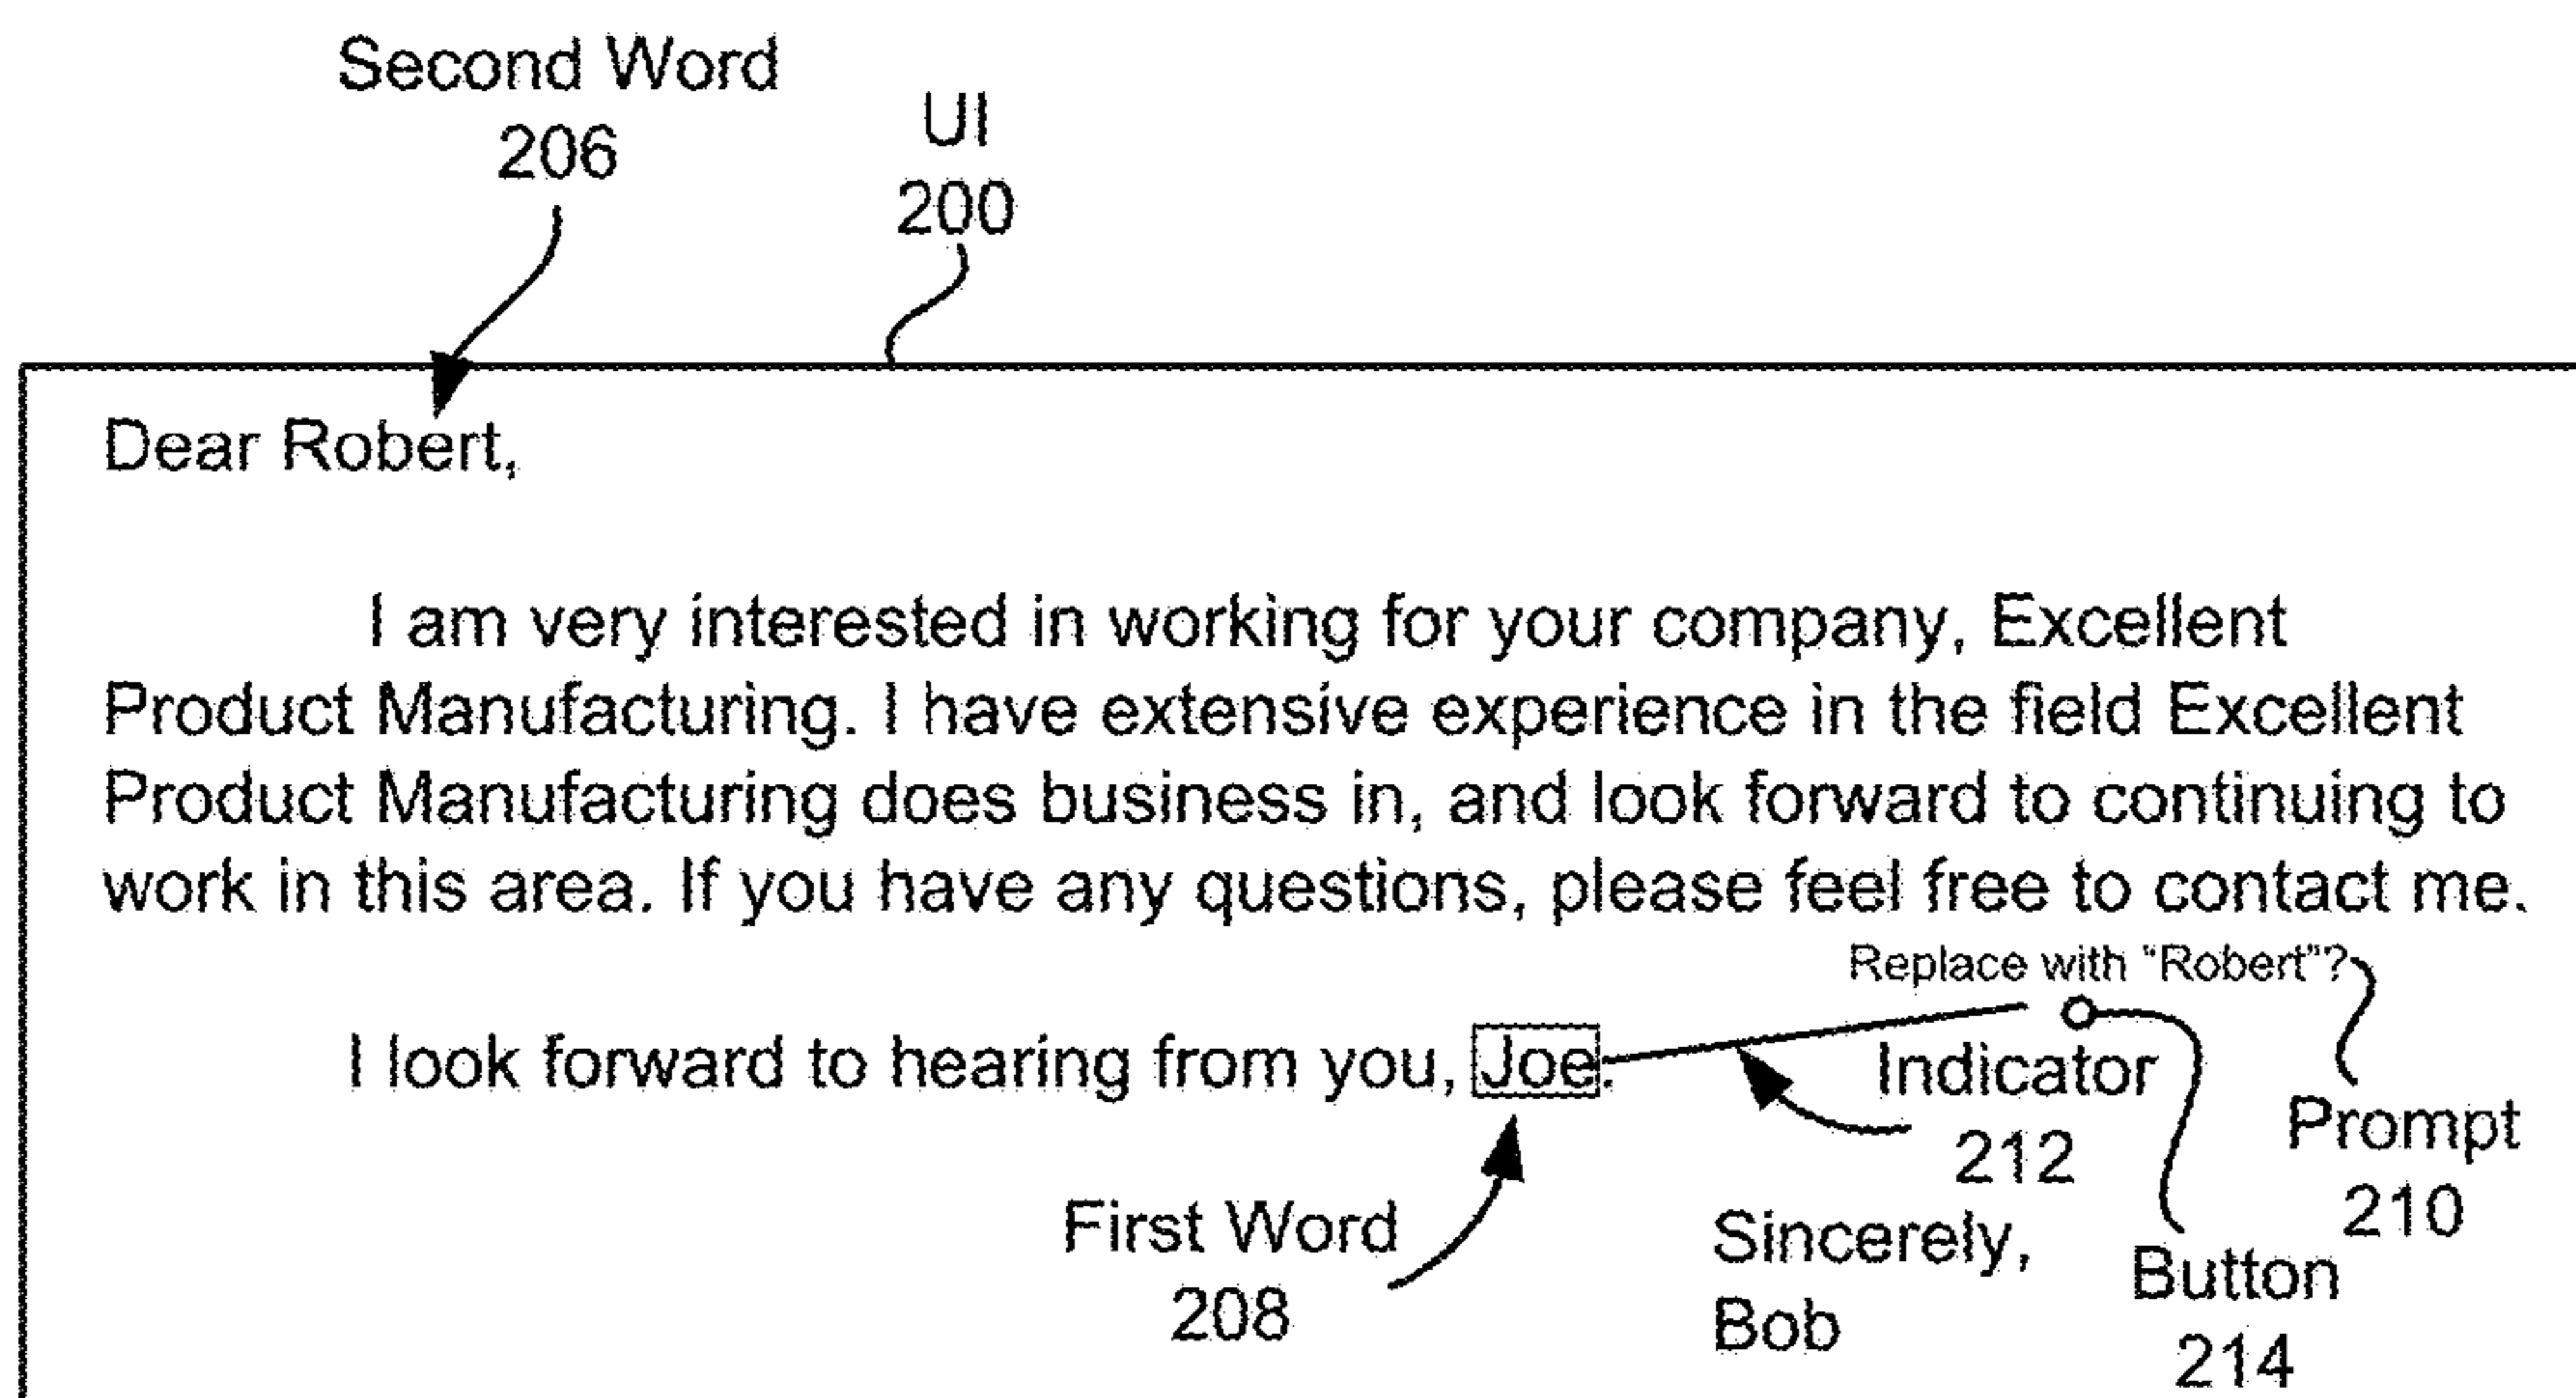 Second Word
206
UI
200
Dear Robert,
I am very interested in working for your company, Excellent
Product Manufacturing. I have extensive experience in the field Excellent
Product Manufacturing does business in, and look forward to continuing to
work in this area. If you have any questions, please feel free to contact me.
Replace with "Robert"?
I look forward to hearing from you, Joe.
Indicator
212
Prompt
210
First Word
208
Sincerely,
Bob
Button
214